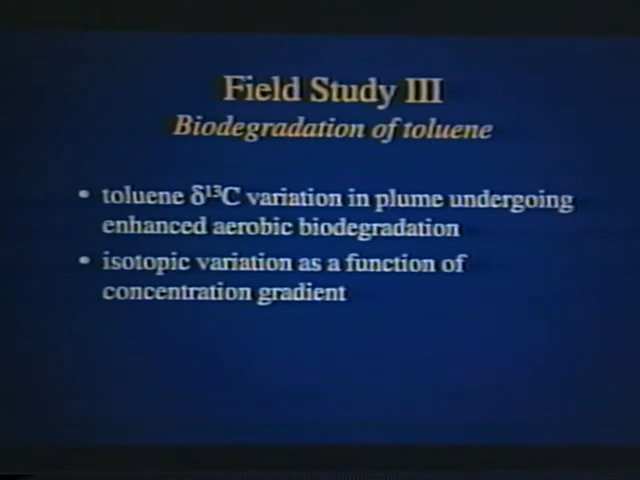 Field Study III
Biodegradation of toluene
• toluene δ¹³C variation in plume undergoing
enhanced aerobic biodegradation
• isotopic variation as a function of
concentration gradient